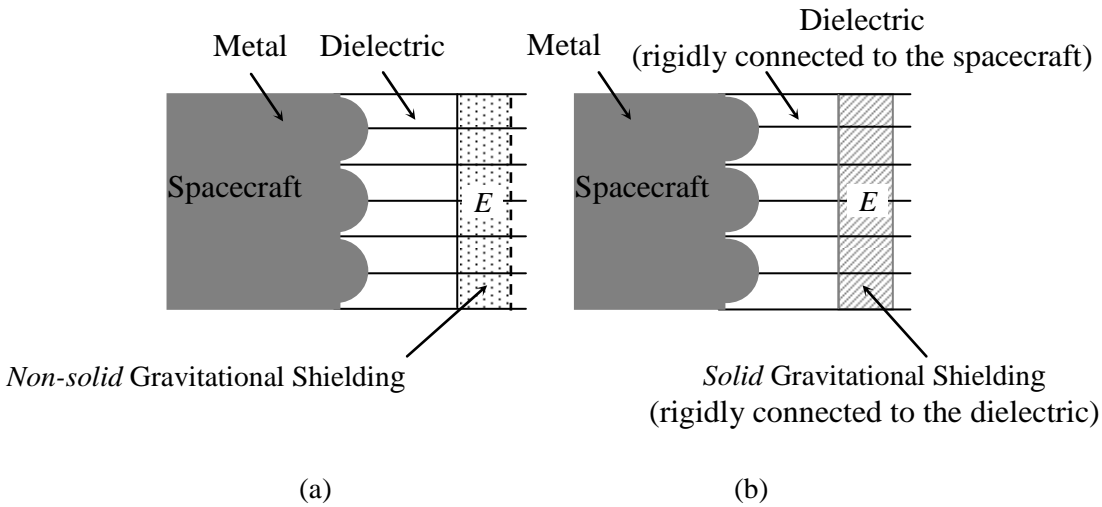 Metal
Dielectric
Spacecraft
E
Non-solid Gravitational Shielding
(a)
Metal
Dielectric
(rigidly connected to the spacecraft)
Spacecraft
E
Solid Gravitational Shielding
(rigidly connected to the dielectric)
(b)